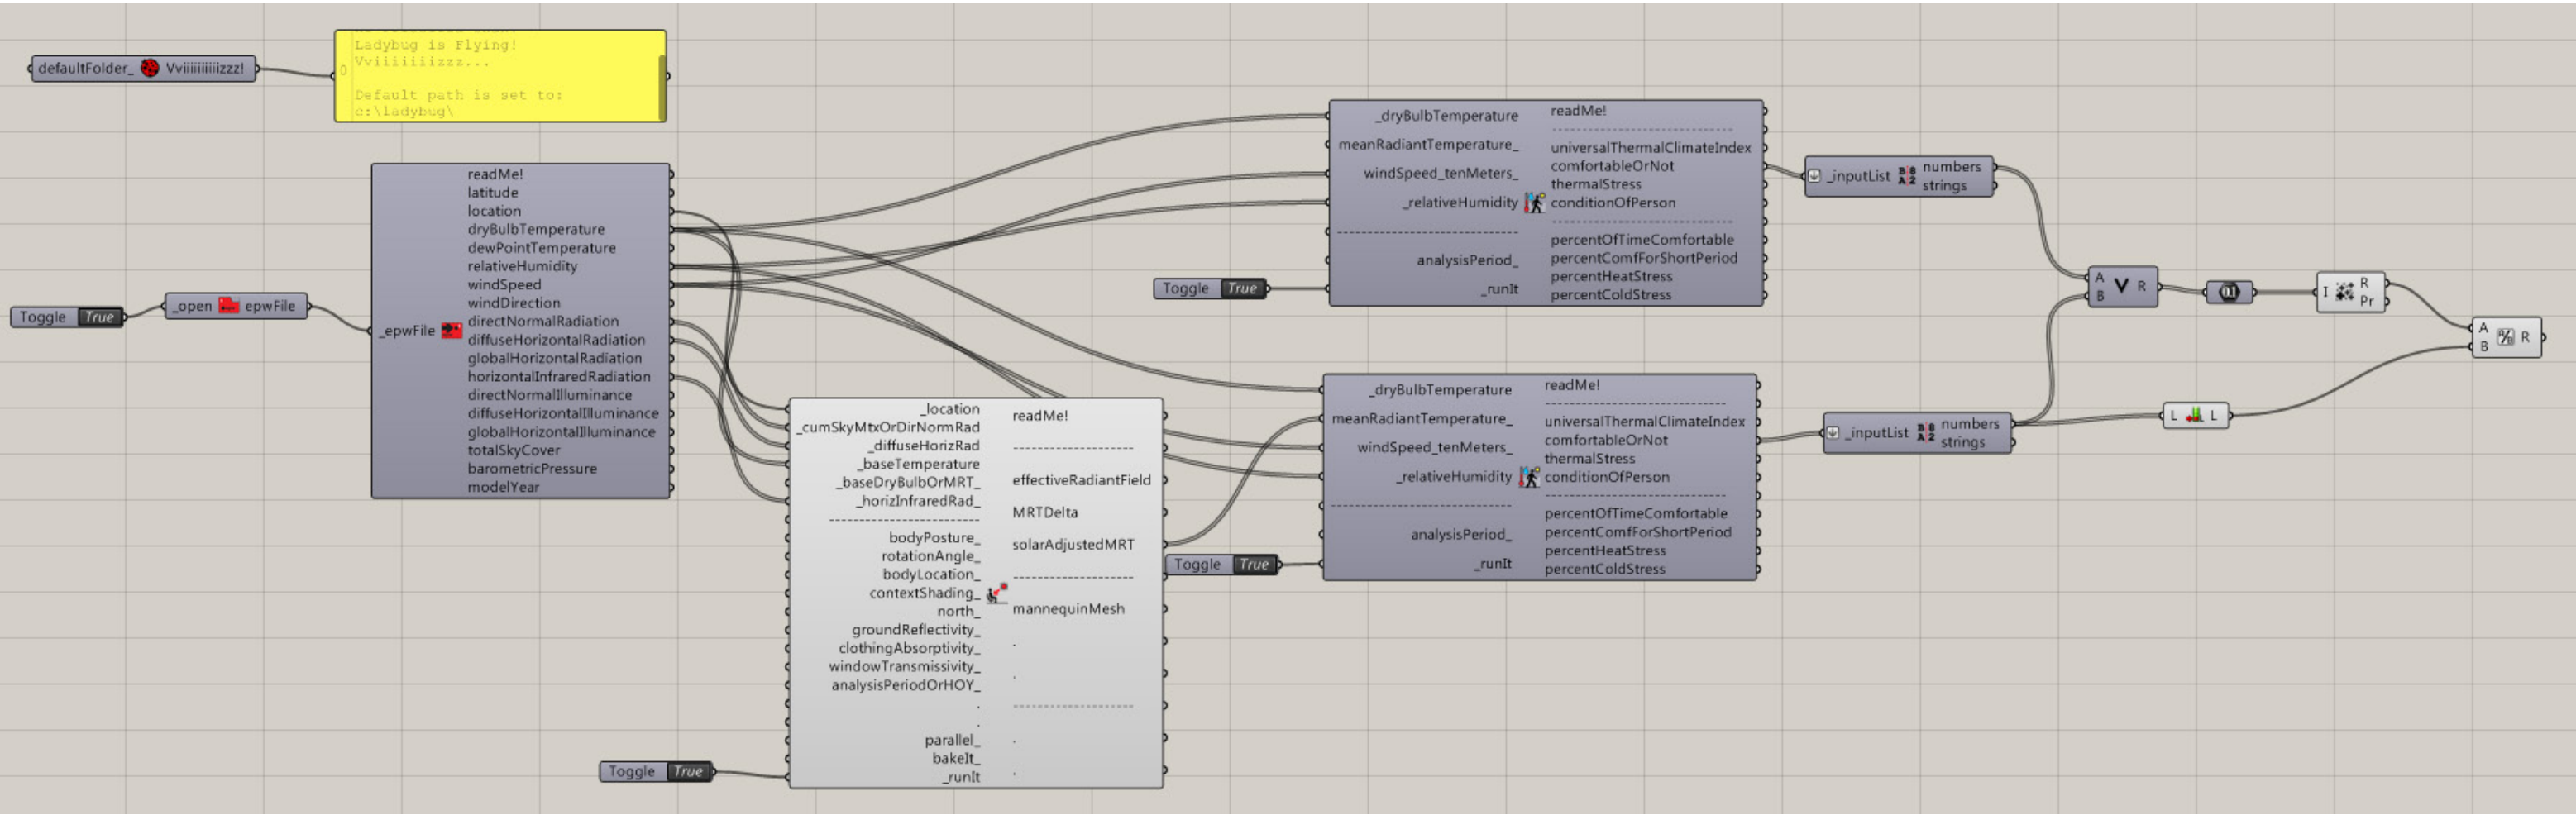 defaultFolder_ Vviiiiiiiiiizzz!
0
Ladybug is Flying!
Vviiiiiiizzz...
Default path is set to:
c:\ladybug\
Toggle True
_open epwFile
_epwFile
readMe!
latitude
location
dryBulbTemperature
dewPointTemperature
relativeHumidity
windSpeed
windDirection
directNormalRadiation
diffuseHorizontalRadiation
globalHorizontalRadiation
horizontalInfraredRadiation
directNormalIlluminance
diffuseHorizontalIlluminance
globalHorizontalIlluminance
totalSkyCover
barometricPressure
modelYear
_location
_cumSkyMtxOrDirNormRad
_diffuseHorizRad
_baseTemperature
_baseDryBulbOrMRT_
_horizInfraredRad_
--------------------
bodyPosture_
rotationAngle_
bodyLocation_
contextShading_
north_
groundReflectivity_
clothingAbsorptivity_
windowTransmissivity_
analysisPeriodOrHOY_
.
.
parallel_
bakeIt_
_runIt
readMe!
--------------------
effectiveRadiantField
MRTDelta
solarAdjustedMRT
--------------------
mannequinMesh
.
.
--------------------
.
.
Toggle True
_dryBulbTemperature
meanRadiantTemperature_
windSpeed_tenMeters_
_relativeHumidity
--------------------
analysisPeriod_
_runIt
readMe!
--------------------
universalThermalClimateIndex
comfortableOrNot
thermalStress
conditionOfPerson
--------------------
percentOfTimeComfortable
percentComfForShortPeriod
percentHeatStress
percentColdStress
Toggle True
_dryBulbTemperature
meanRadiantTemperature_
windSpeed_tenMeters_
_relativeHumidity
--------------------
analysisPeriod_
_runIt
readMe!
--------------------
universalThermalClimateIndex
comfortableOrNot
thermalStress
conditionOfPerson
--------------------
percentOfTimeComfortable
percentComfForShortPeriod
percentHeatStress
percentColdStress
Toggle True
_inputList numbers
strings
_inputList numbers
strings
A
B
R
I
R
Pr
L L
A
B
R